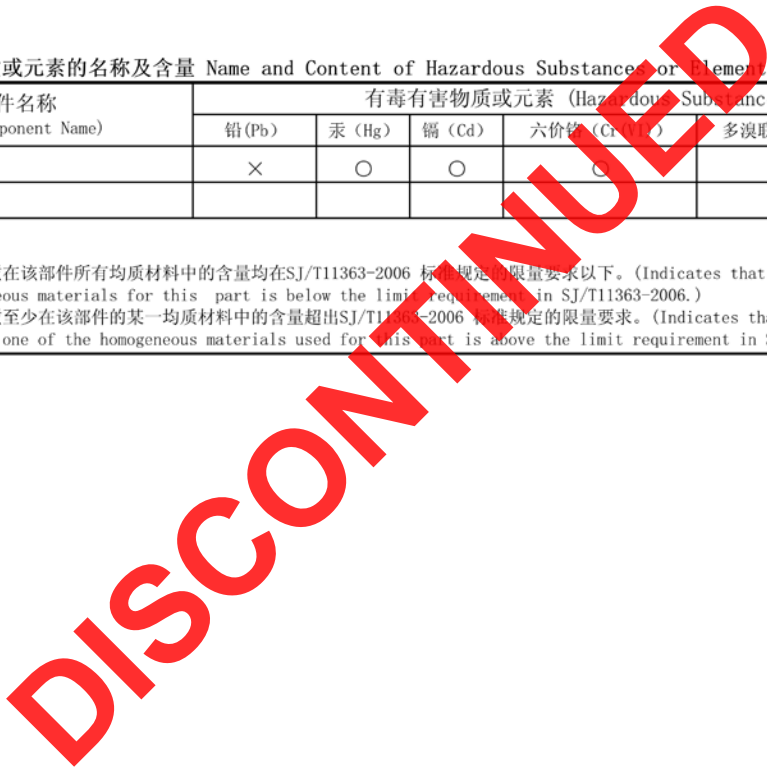 或元素的名称及含量 Name and Content of Hazardous Substances or Element
件名称
ponent Name)
有毒有害物质或元素 (Hazardous Substanc
铅(Pb) 汞（Hg） 镉（Cd） 六价铬（Cr(VI)） 多溴联
× ○ ○ ○
在该部件所有均质材料中的含量均在SJ/T11363-2006 标准规定的限量要求以下。(Indicates that
eous materials for this part is below the limit requirement in SJ/T11363-2006.)
至少在该部件的某一均质材料中的含量超出SJ/T11363-2006 标准规定的限量要求。(Indicates tha
one of the homogeneous materials used for this part is above the limit requirement in S
DISCONTINUED